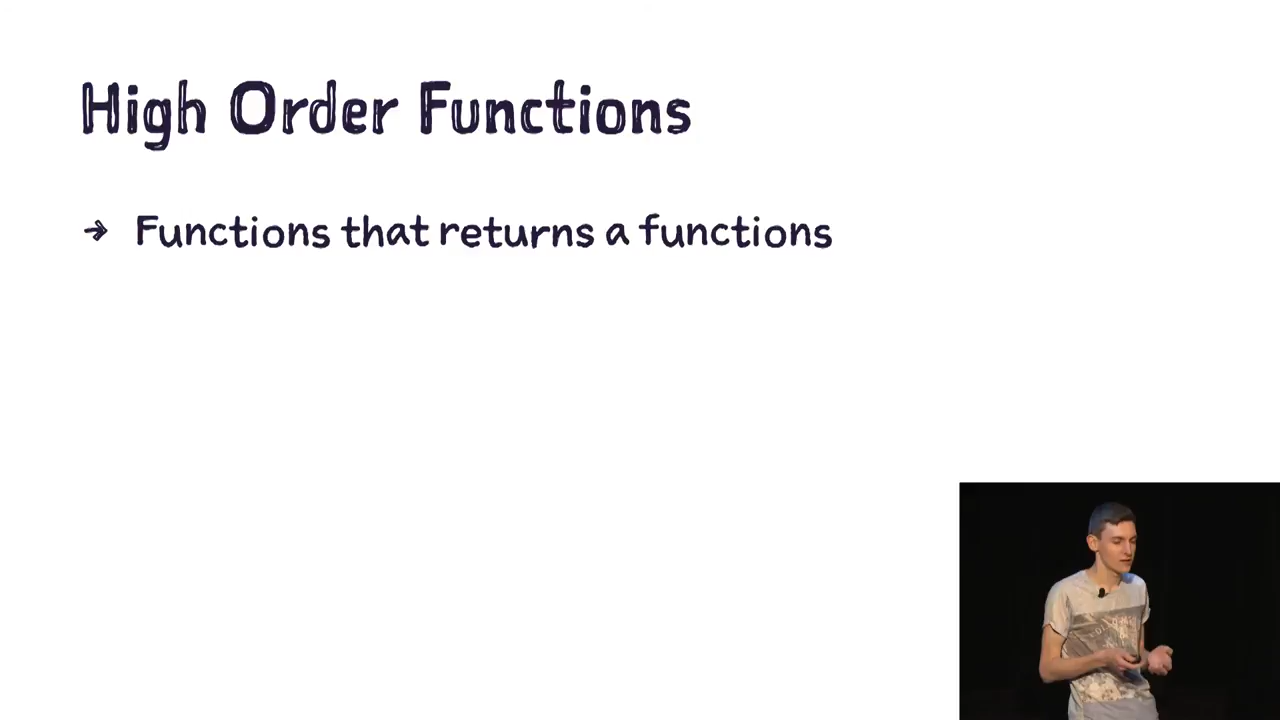 High Order Functions
→ Functions that returns a functions